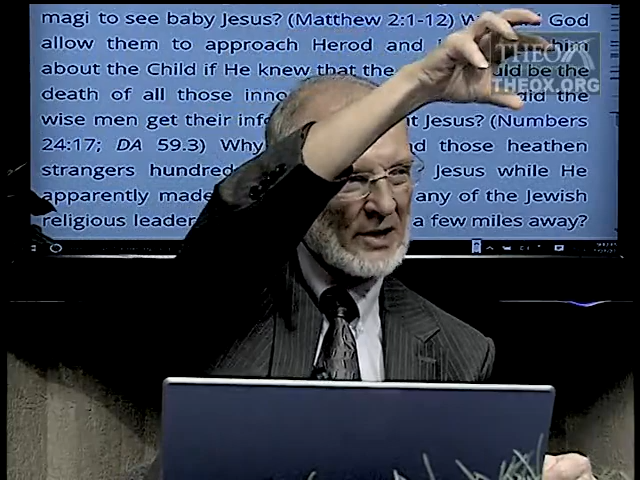 magi to see baby Jesus? (Matthew 2:1-12) W God
allow them to approach Herod and him
about the Child if He knew that the uld be the
death of all those inno did the
wise men get their inf t Jesus? (Numbers
24:17; DA 59.3) Why d those heathen
strangers hundred Jesus while He
apparently made any of the Jewish
religious leader a few miles away?
THEOX
THEOX.ORG